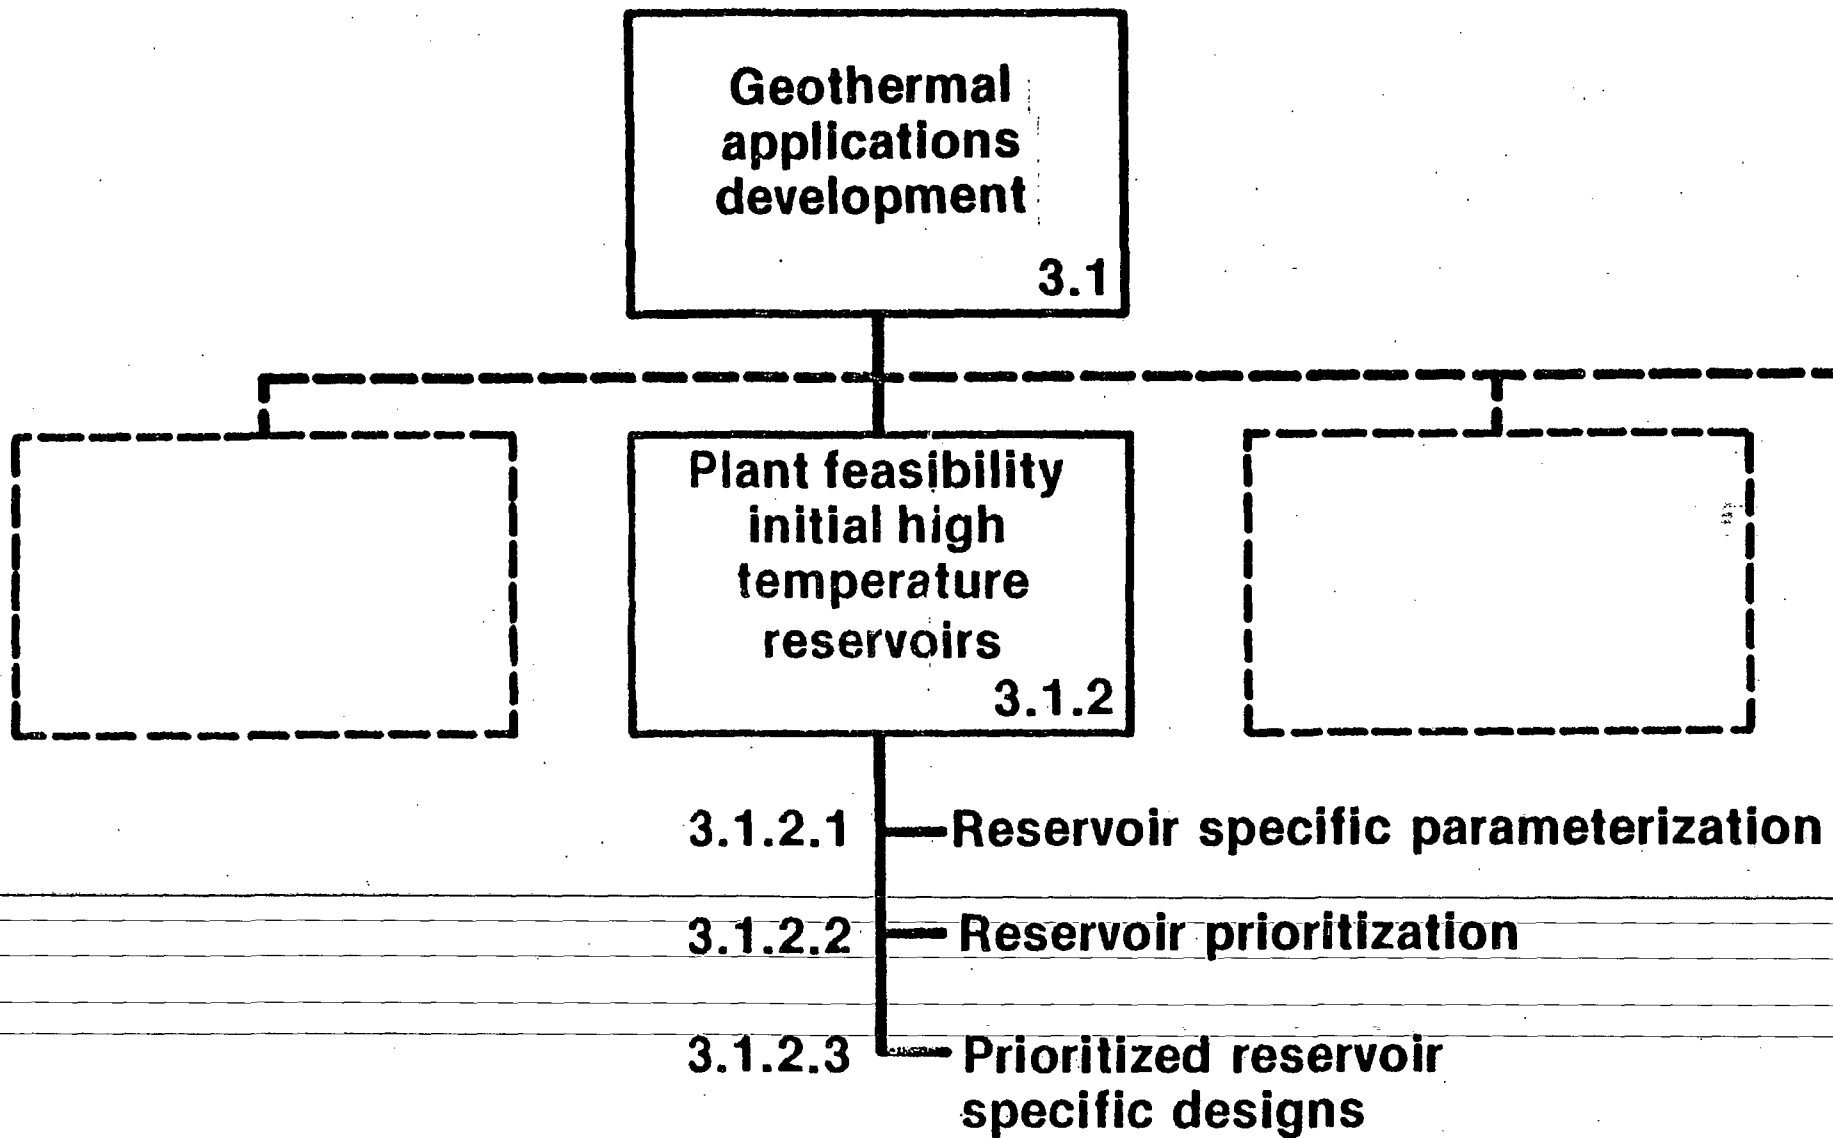 Geothermal
applications
development
3.1
Plant feasibility
initial high
temperature
reservoirs
3.1.2
3.1.2.1 Reservoir specific parameterization
3.1.2.2 Reservoir prioritization
3.1.2.3 Prioritized reservoir
specific designs